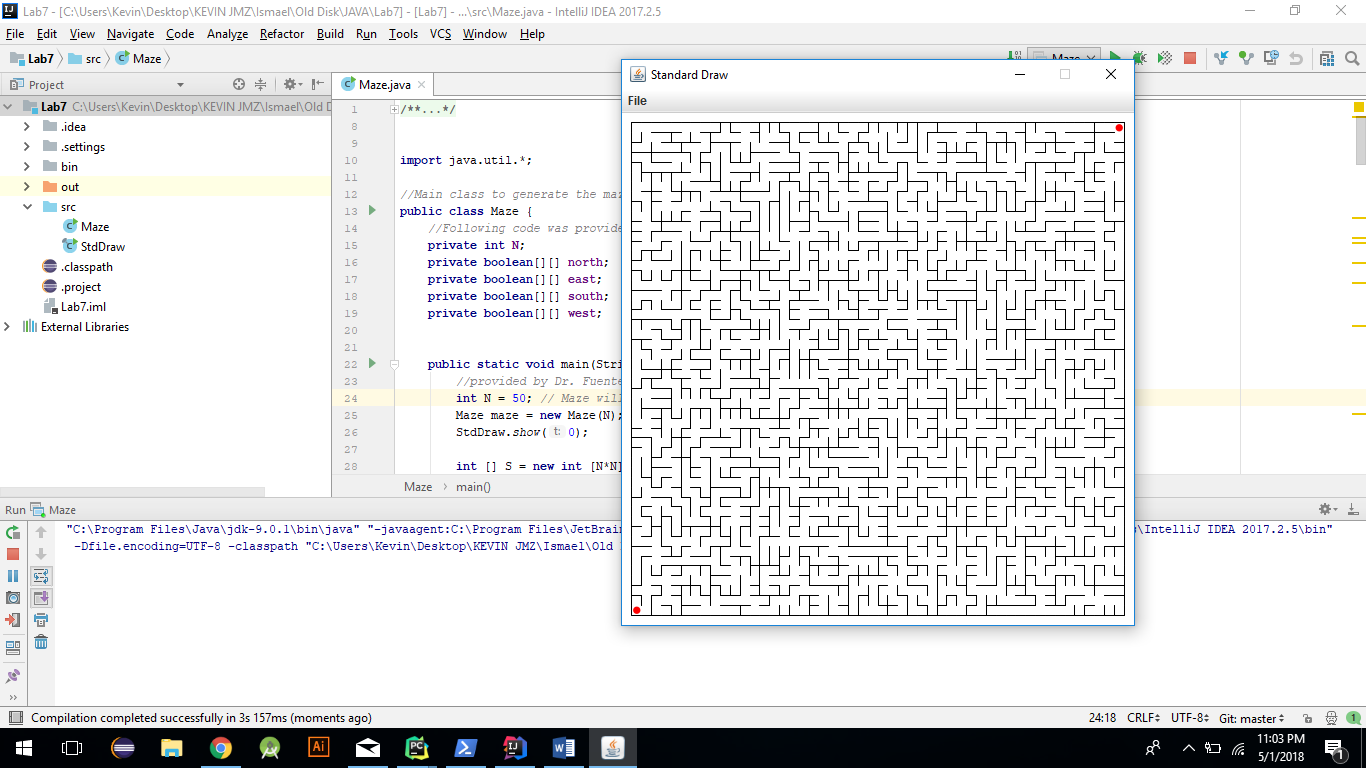 Lab7 - [C:\Users\Kevin\Desktop\KEVIN JMZ\Ismael\Old Disk\JAVA\Lab7] - [Lab7] - ...\src\Maze.java - IntelliJ IDEA 2017.2.5
File Edit View Navigate Code Analyze Refactor Build Run Tools VCS Window Help
Lab7 src Maze
Maze
Project
Maze.java
Standard Draw
File
Lab7 C:\Users\Kevin\Desktop\KEVIN JMZ\Ismael\Old D
.idea
.settings
bin
out
src
Maze
StdDraw
.classpath
.project
Lab7.iml
External Libraries
1 /**...*/
8
9
10 import java.util.*;
11
12 //Main class to generate the maz
13 public class Maze {
14 //Following code was provide
15 private int N;
16 private boolean[][] north;
17 private boolean[][] east;
18 private boolean[][] south;
19 private boolean[][] west;
20
21
22 public static void main(Stri
23 //provided by Dr. Fuente
24 int N = 50; // Maze will
25 Maze maze = new Maze(N);
26 StdDraw.show( t: 0);
27
28 int [] S = new int [N*N]
Maze main()
Run Maze
"C:\Program Files\Java\jdk-9.0.1\bin\java" "-javaagent:C:\Program Files\JetBrain \IntelliJ IDEA 2017.2.5\bin"
-Dfile.encoding=UTF-8 -classpath "C:\Users\Kevin\Desktop\KEVIN JMZ\Ismael\Old
Compilation completed successfully in 3s 157ms (moments ago)
24:18 CRLF UTF-8 Git: master 1
Ai PC IJ W
11:03 PM
5/1/2018
1